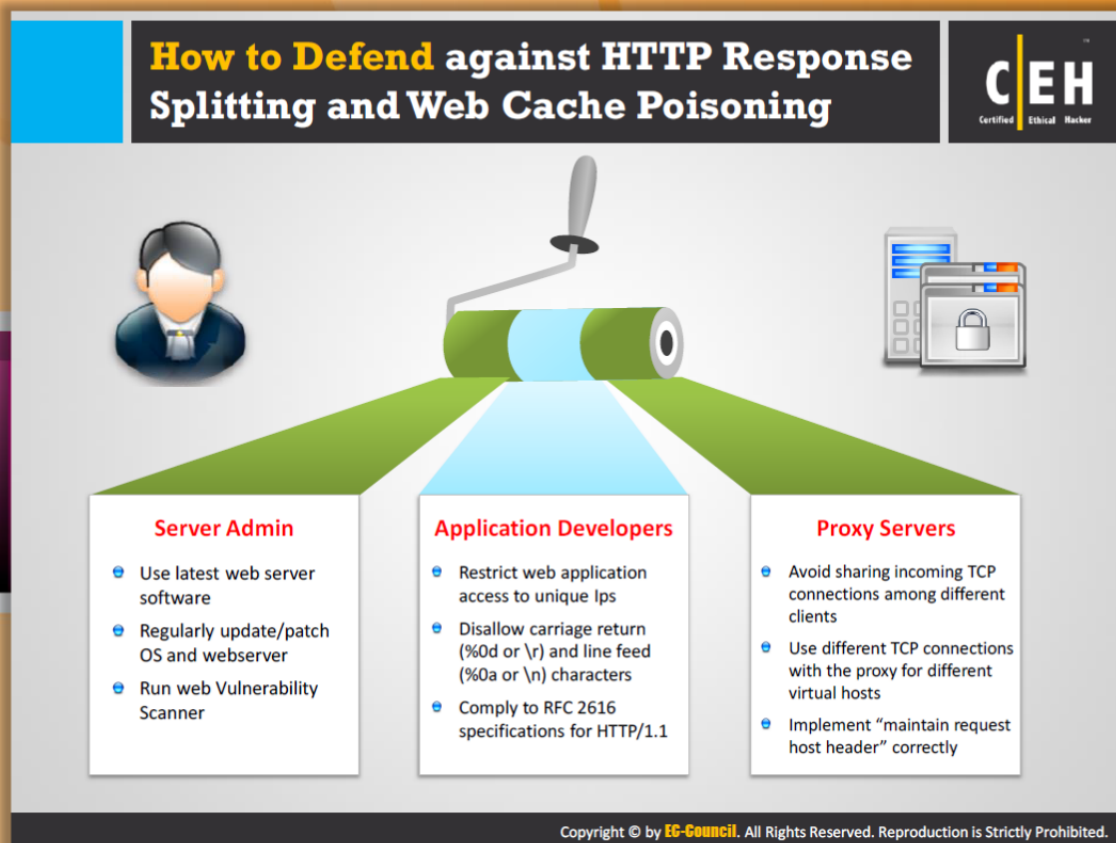 How to Defend against HTTP Response
Splitting and Web Cache Poisoning
CEH
TM
Certified Ethical Hacker
Server Admin
Use latest web server
software
Regularly update/patch
OS and webserver
Run web Vulnerability
Scanner
Application Developers
Restrict web application
access to unique Ips
Disallow carriage return
(%0d or \r) and line feed
(%0a or \n) characters
Comply to RFC 2616
specifications for HTTP/1.1
Proxy Servers
Avoid sharing incoming TCP
connections among different
clients
Use different TCP connections
with the proxy for different
virtual hosts
Implement “maintain request
host header” correctly
Copyright © by EC-Council. All Rights Reserved. Reproduction is Strictly Prohibited.